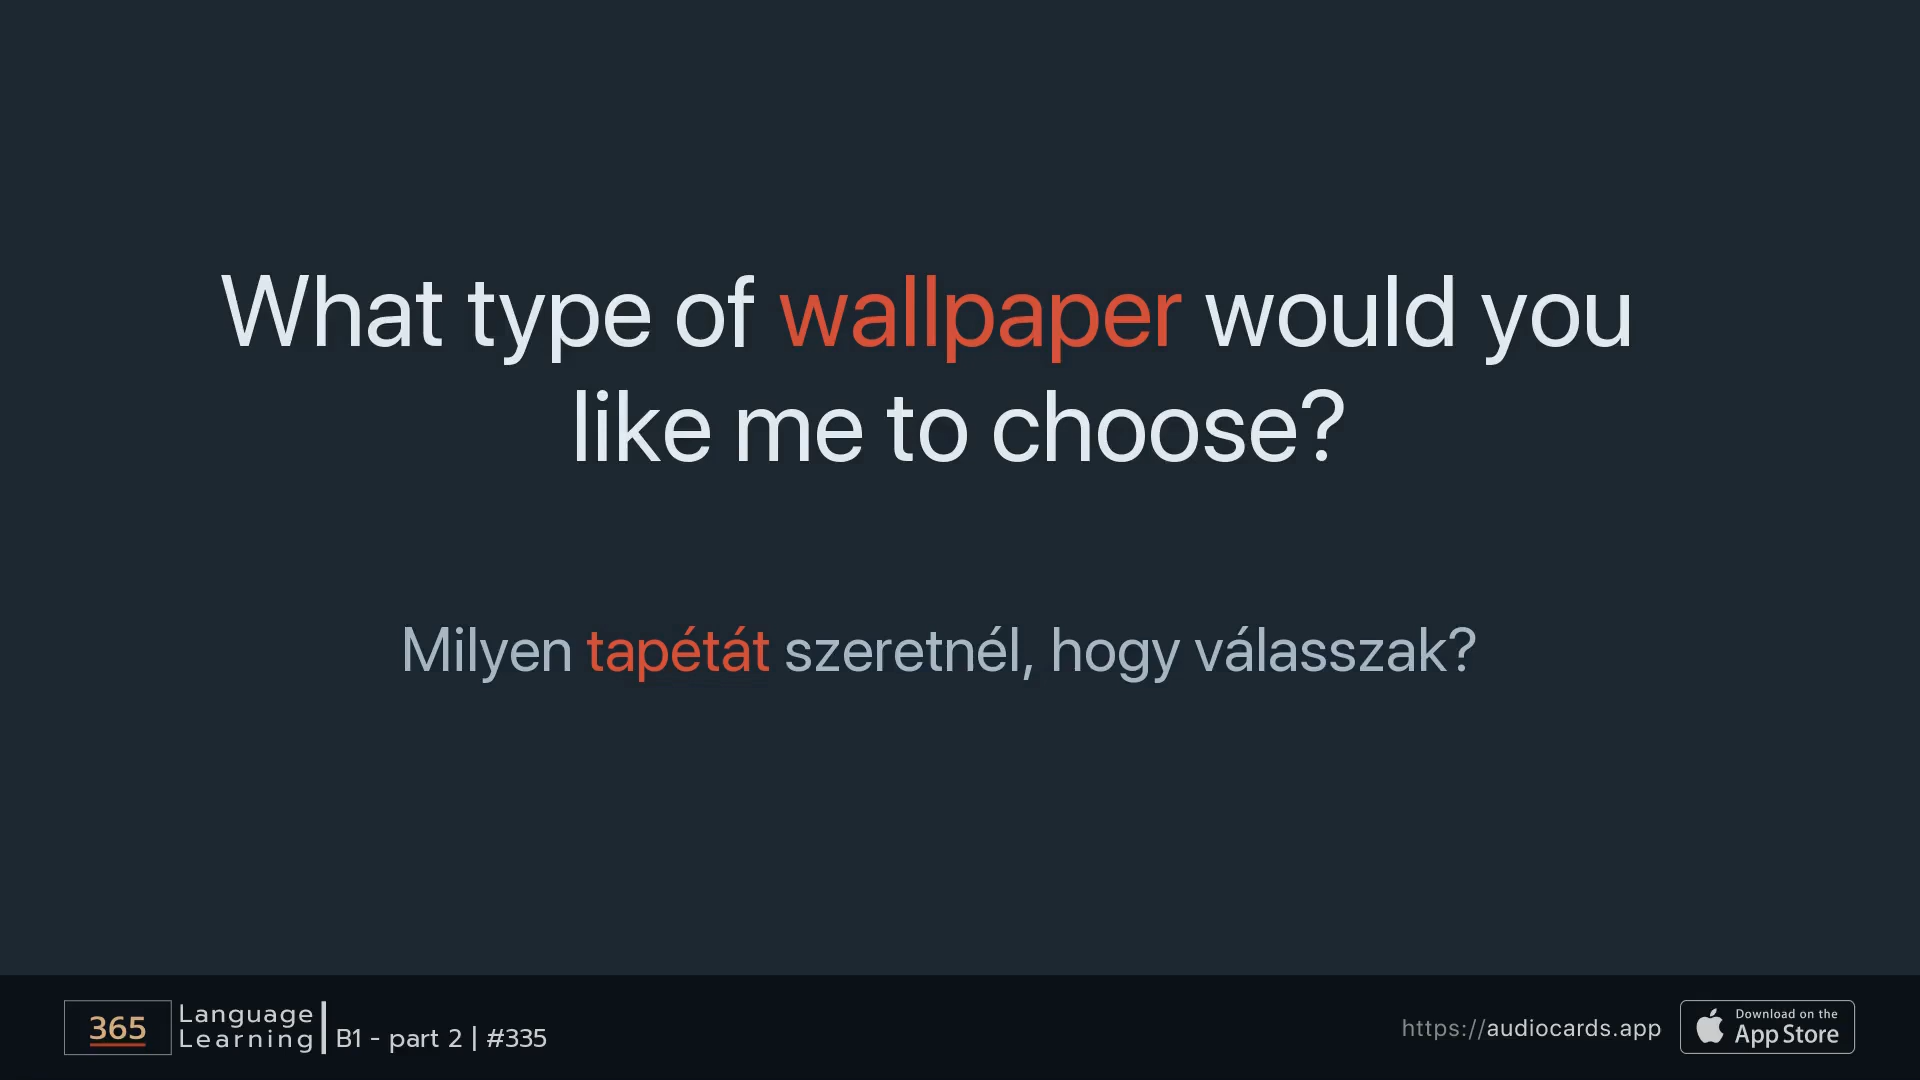 What type of wallpaper would you
like me to choose?
Milyen tapétát szeretnél, hogy válasszak?
365
Language
Learning
B1 - part 2 | #335
https://audiocards.app
Download on the
App Store